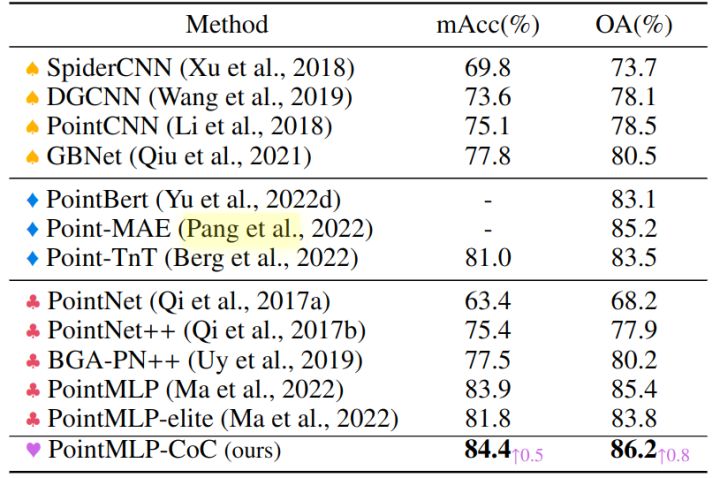 Method mAcc(%) OA(%)
♠ SpiderCNN (Xu et al., 2018) 69.8 73.7
♠ DGCNN (Wang et al., 2019) 73.6 78.1
♠ PointCNN (Li et al., 2018) 75.1 78.5
♠ GBNet (Qiu et al., 2021) 77.8 80.5
♦ PointBert (Yu et al., 2022d) - 83.1
♦ Point-MAE (Pang et al., 2022) - 85.2
♦ Point-TnT (Berg et al., 2022) 81.0 83.5
♣ PointNet (Qi et al., 2017a) 63.4 68.2
♣ PointNet++ (Qi et al., 2017b) 75.4 77.9
♣ BGA-PN++ (Uy et al., 2019) 77.5 80.2
♣ PointMLP (Ma et al., 2022) 83.9 85.4
♣ PointMLP-elite (Ma et al., 2022) 81.8 83.8
♥ PointMLP-CoC (ours) 84.4↑0.5 86.2↑0.8